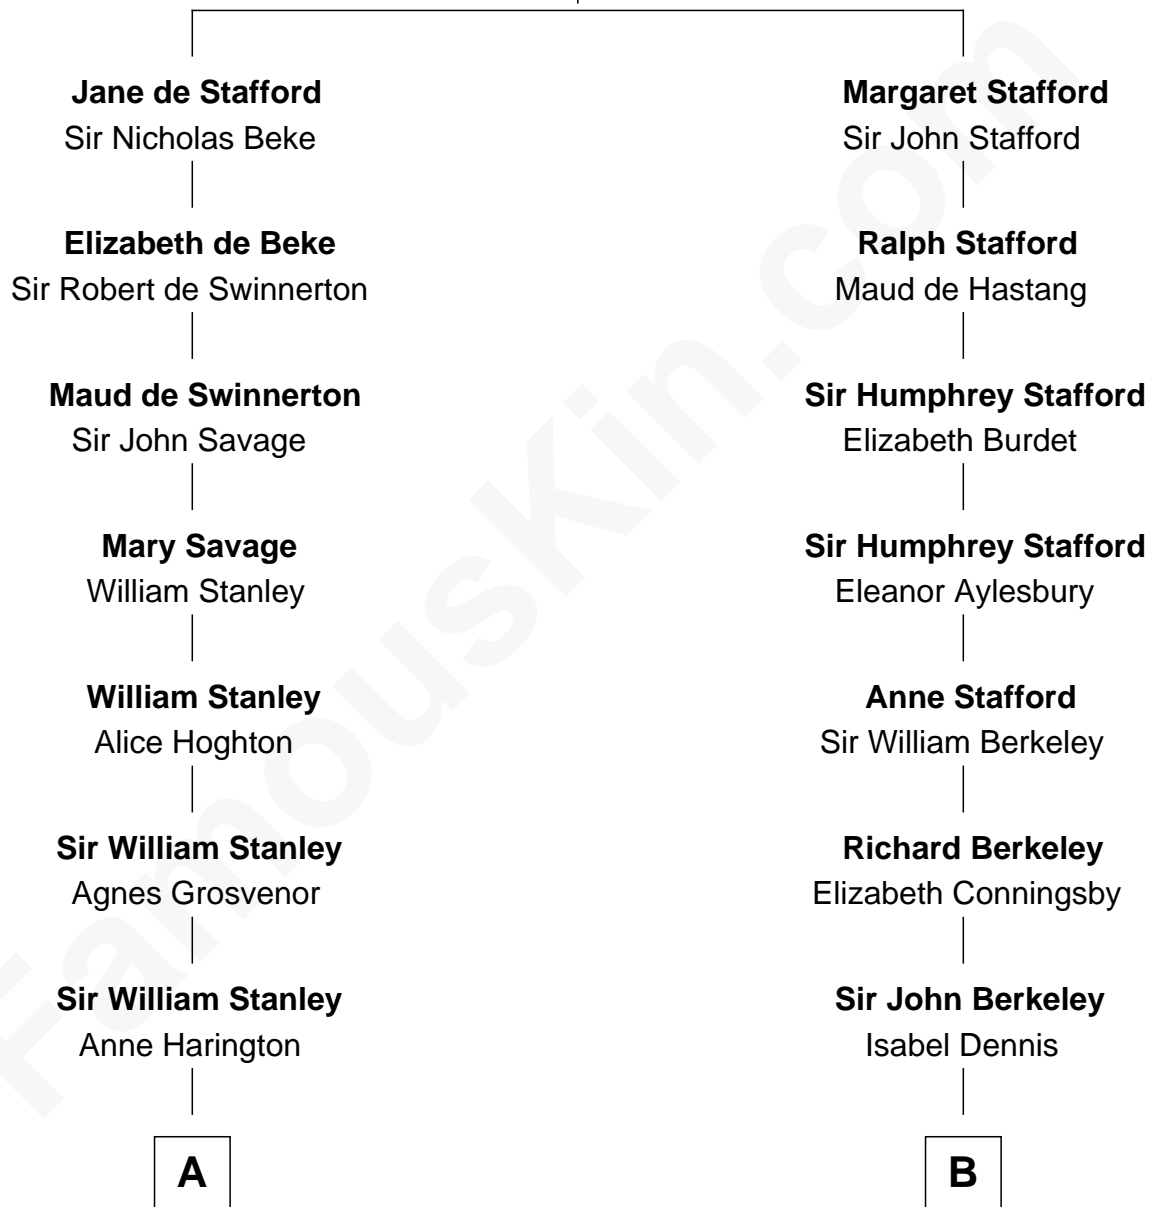 Jane de Stafford
Sir Nicholas Beke
Elizabeth de Beke
Sir Robert de Swinnerton
Maud de Swinnerton
Sir John Savage
Mary Savage
William Stanley
William Stanley
Alice Hoghton
Sir William Stanley
Agnes Grosvenor
Sir William Stanley
Anne Harington
A
Margaret Stafford
Sir John Stafford
Ralph Stafford
Maud de Hastang
Sir Humphrey Stafford
Elizabeth Burdet
Sir Humphrey Stafford
Eleanor Aylesbury
Anne Stafford
Sir William Berkeley
Richard Berkeley
Elizabeth Conningsby
Sir John Berkeley
Isabel Dennis
B
FamousKin.com